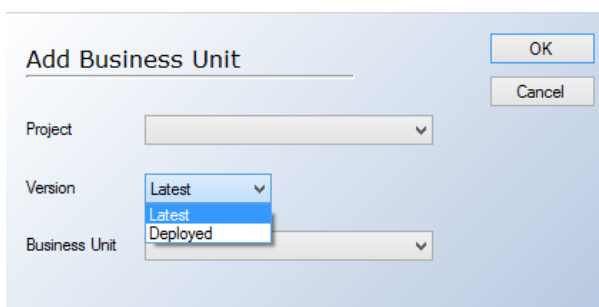 Add Business Unit
OK
Cancel
Project
Version
Latest
Latest
Deployed
Business Unit